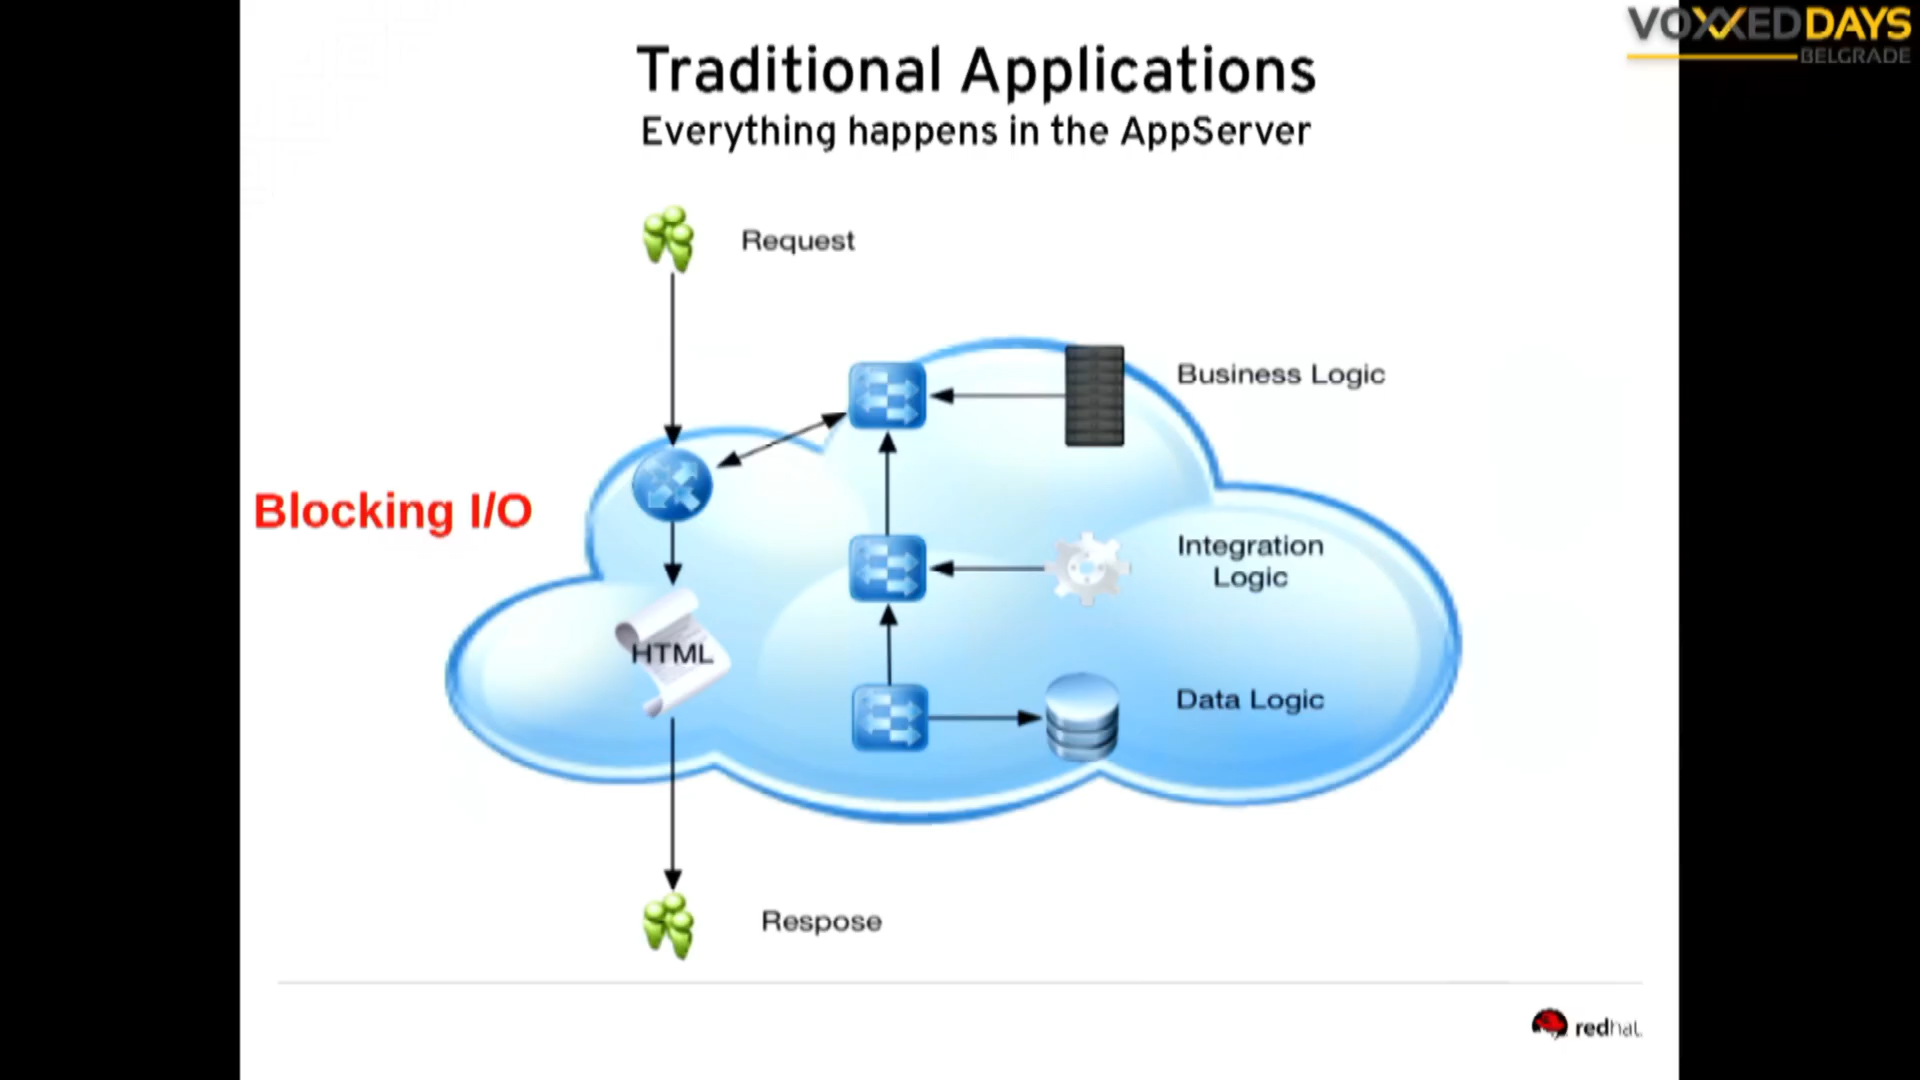 VOXXEDDAYS
BELGRADE
Traditional Applications
Everything happens in the AppServer
Request
Business Logic
Blocking I/O
Integration
Logic
HTML
Data Logic
Respose
redhat.